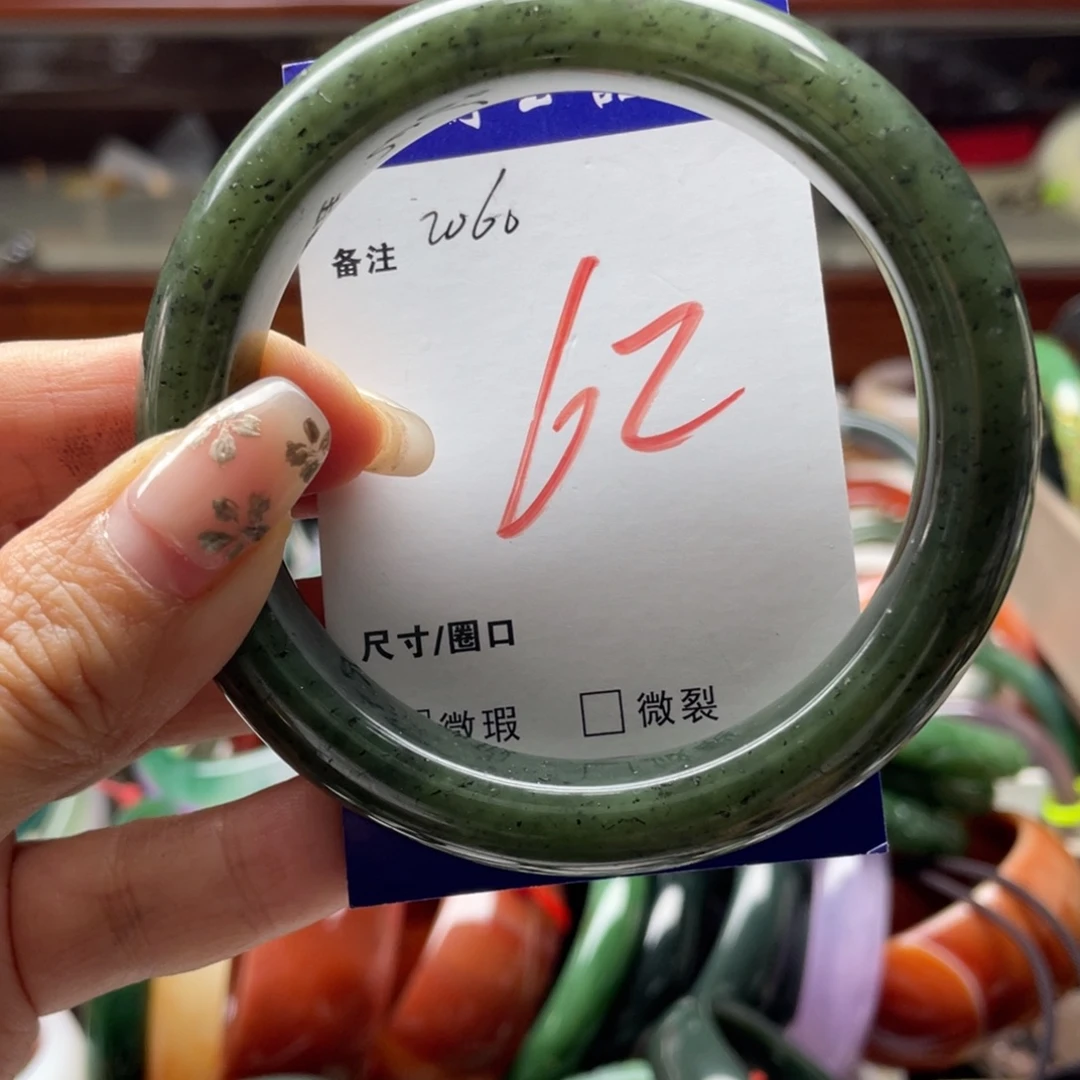 备注 2060
62
尺寸/圈口
微瑕 □ 微裂